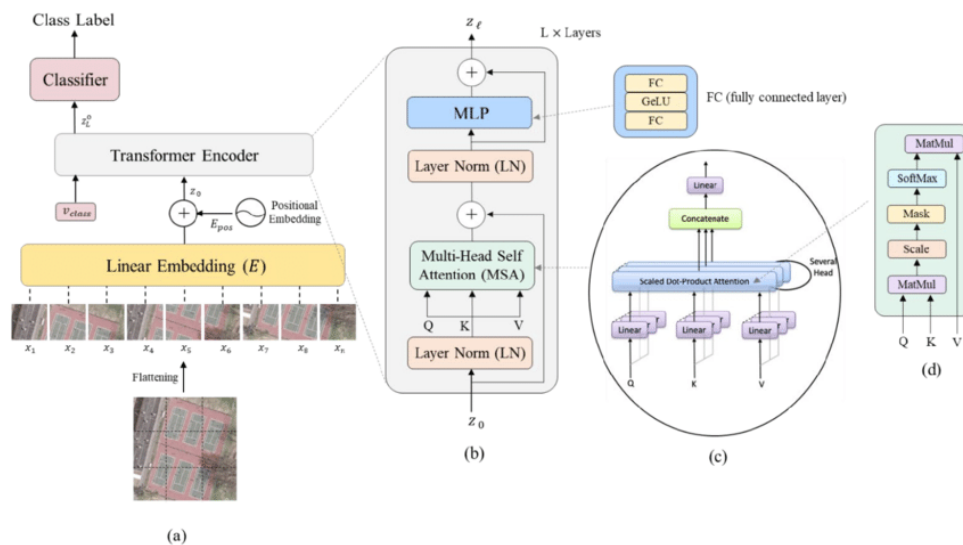 Class Label
Classifier
z_L^0
Transformer Encoder
z_0
v_class
E_pos
Positional
Embedding
Linear Embedding (E)
x_1 x_2 x_3 x_4 x_5 x_6 x_7 x_8 x_n
Flattening
(a)
z_ℓ
L × Layers
MLP
Layer Norm (LN)
Multi-Head Self
Attention (MSA)
Q K V
Layer Norm (LN)
z_0
(b)
FC
GeLU
FC
FC (fully connected layer)
Linear
Concatenate
Scaled Dot-Product Attention
Several
Head
Linear Linear Linear
Q K V
(c)
MatMul
SoftMax
Mask
Scale
MatMul
Q K V
(d)